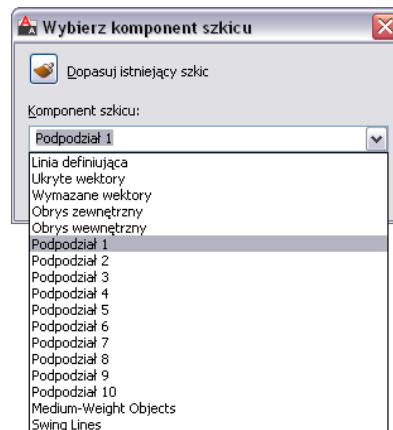 Wybierz komponent szkicu
Dopasuj istniejący szkic
Komponent szkicu:
Podpodział 1
Linia definiująca
Ukryte wektory
Wymazane wektory
Obrys zewnętrzny
Obrys wewnętrzny
Podpodział 1
Podpodział 2
Podpodział 3
Podpodział 4
Podpodział 5
Podpodział 6
Podpodział 7
Podpodział 8
Podpodział 9
Podpodział 10
Medium-Weight Objects
Swing Lines